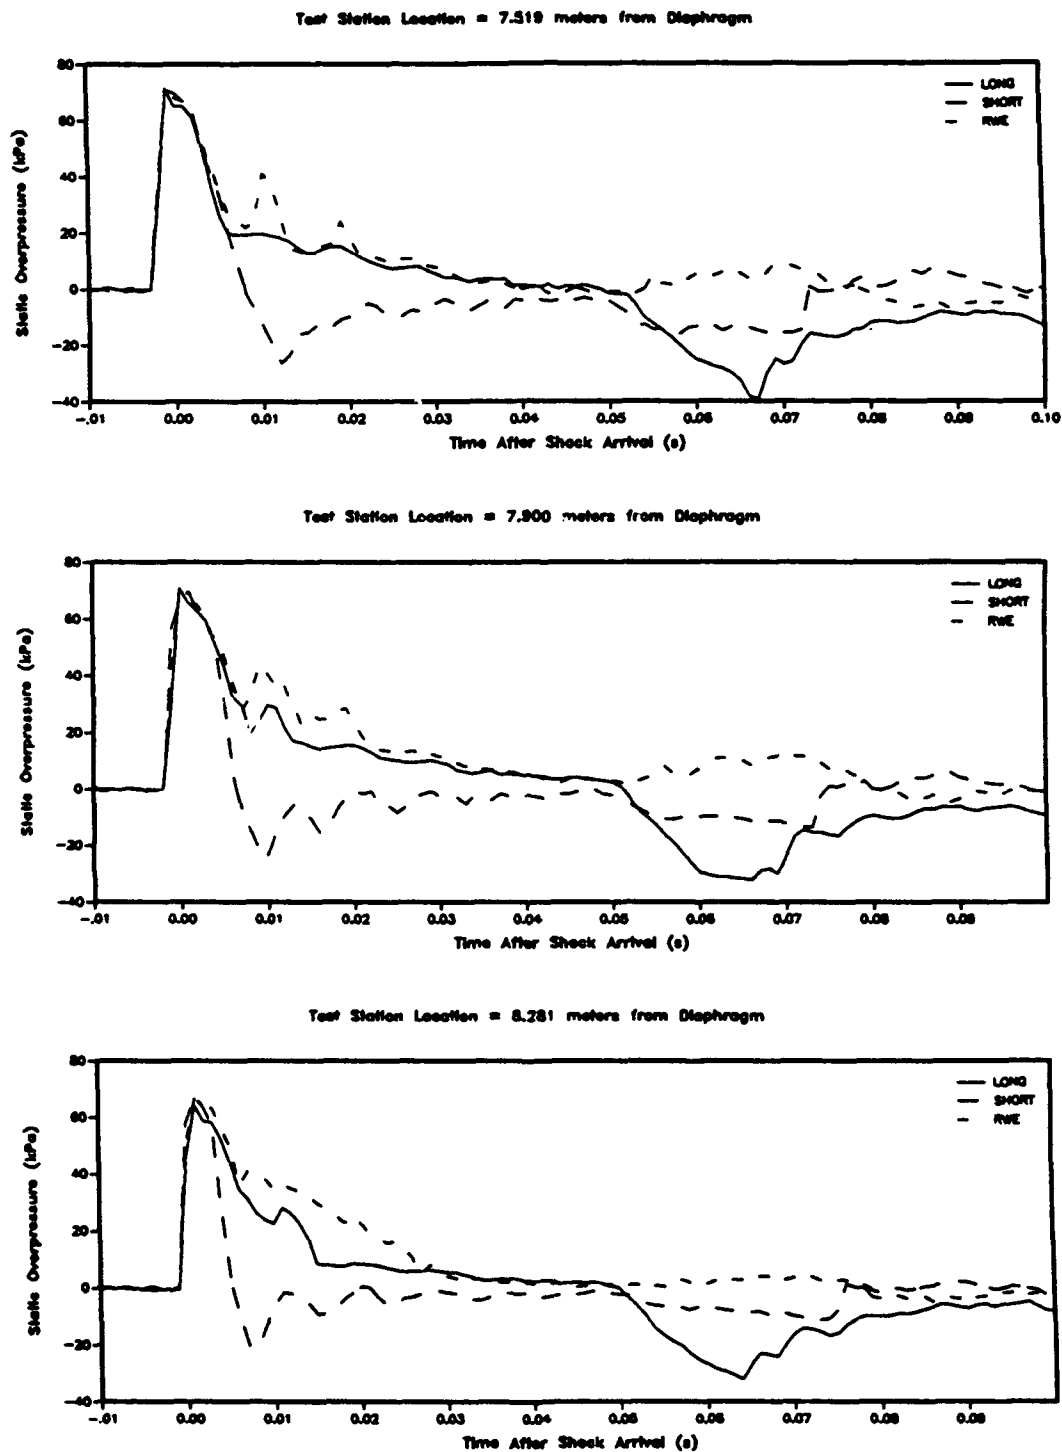 Test Station Location = 7.519 meters from Diaphragm
80
60
40
20
0
-20
-40
Static Overpressure (kPa)
LONG
SHORT
RWE
-.01 0.00 0.01 0.02 0.03 0.04 0.05 0.06 0.07 0.08 0.09 0.10
Time After Shock Arrival (s)
Test Station Location = 7.900 meters from Diaphragm
80
60
40
20
0
-20
-40
Static Overpressure (kPa)
LONG
SHORT
RWE
-.01 0.00 0.01 0.02 0.03 0.04 0.05 0.06 0.07 0.08 0.09
Time After Shock Arrival (s)
Test Station Location = 8.281 meters from Diaphragm
80
60
40
20
0
-20
-40
Static Overpressure (kPa)
LONG
SHORT
RWE
-.01 0.00 0.01 0.02 0.03 0.04 0.05 0.06 0.07 0.08 0.09
Time After Shock Arrival (s)